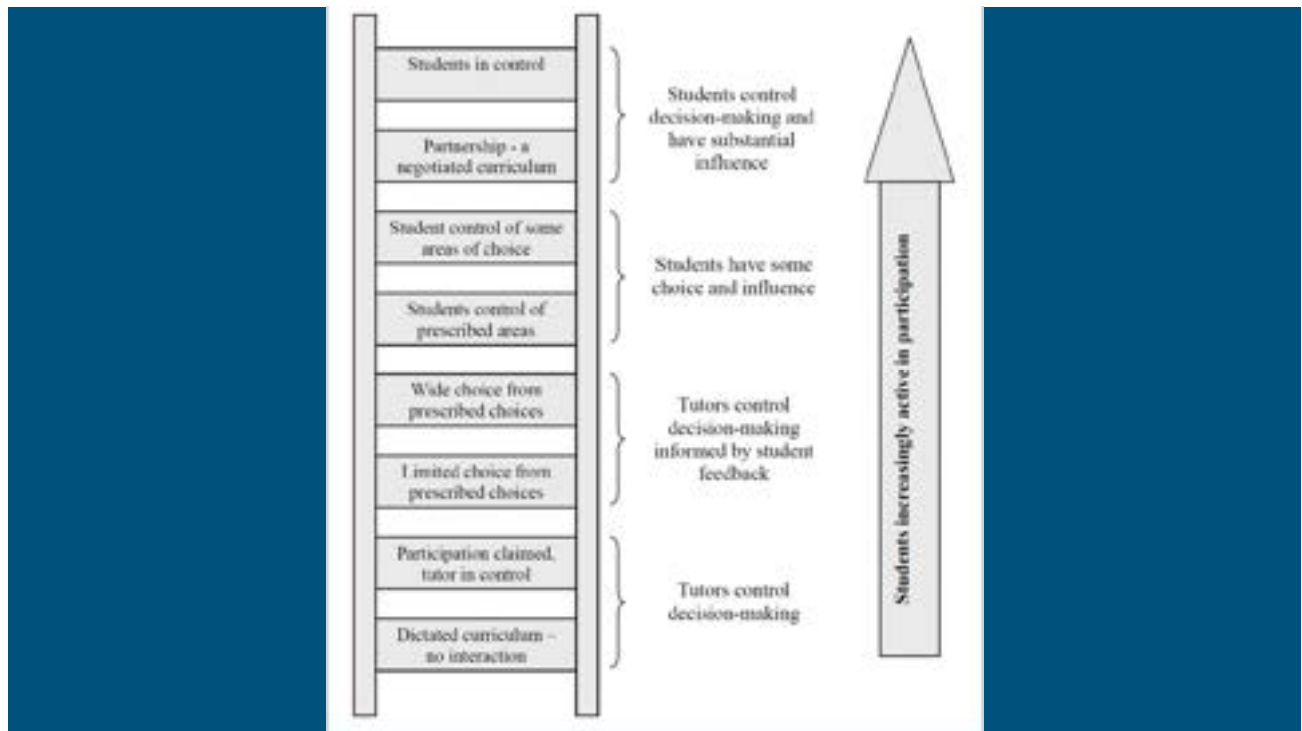 Students in control
Partnership - a
negotiated curriculum
Student control of some
areas of choice
Students control of
prescribed areas
Wide choice from
prescribed choices
Limited choice from
prescribed choices
Participation claimed,
tutor in control
Dictated curriculum –
no interaction
Students control
decision-making and
have substantial
influence
Students have some
choice and influence
Tutors control
decision-making
informed by student
feedback
Tutors control
decision-making
Students increasingly active in participation